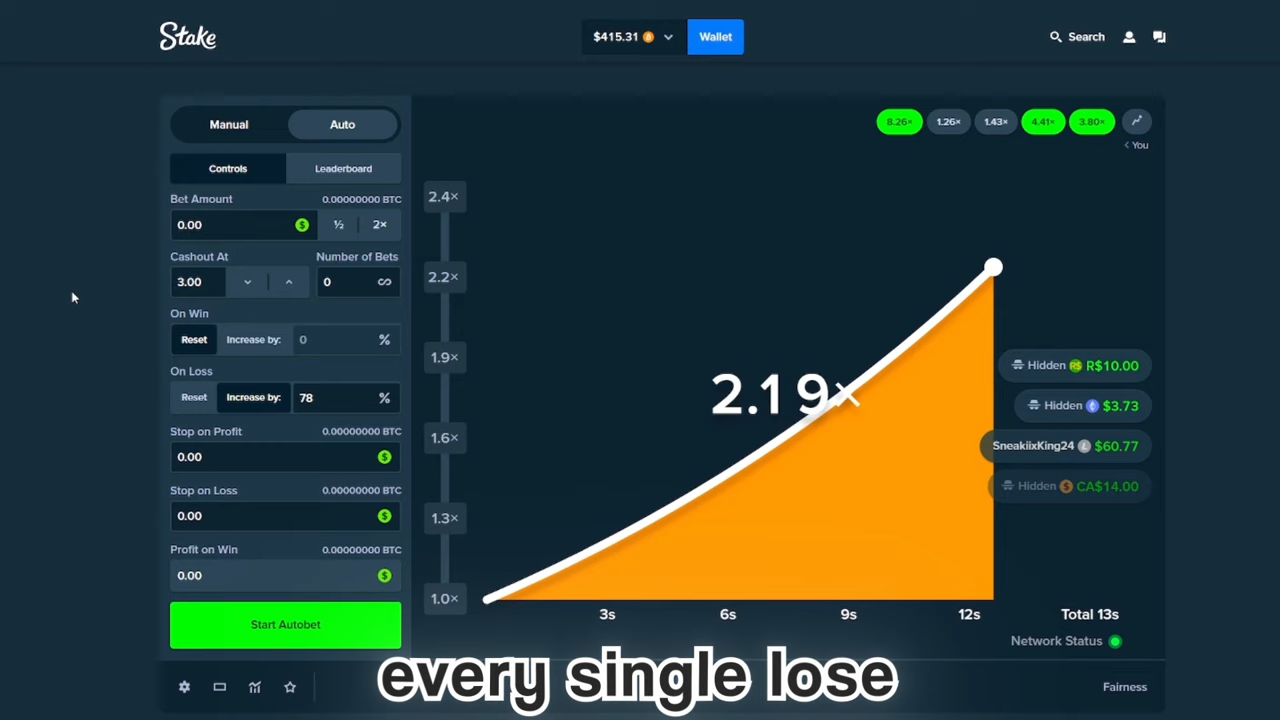 Stake
$415.31
Wallet
Search
Manual
Auto
Controls
Leaderboard
Bet Amount 0.00000000 BTC
0.00 ½ 2×
Cashout At Number of Bets
3.00 0 ∞
On Win
Reset Increase by: 0 %
On Loss
Reset Increase by: 78 %
Stop on Profit 0.00000000 BTC
0.00
Stop on Loss 0.00000000 BTC
0.00
Profit on Win 0.00000000 BTC
0.00
Start Autobet
8.26× 1.26× 1.43× 4.41× 3.80×
You
2.4×
2.2×
1.9×
1.6×
1.3×
1.0×
2.19×
Hidden R$10.00
Hidden $3.73
SneakiixKing24 $60.77
Hidden CA$14.00
3s 6s 9s 12s Total 13s
Network Status
every single lose
Fairness